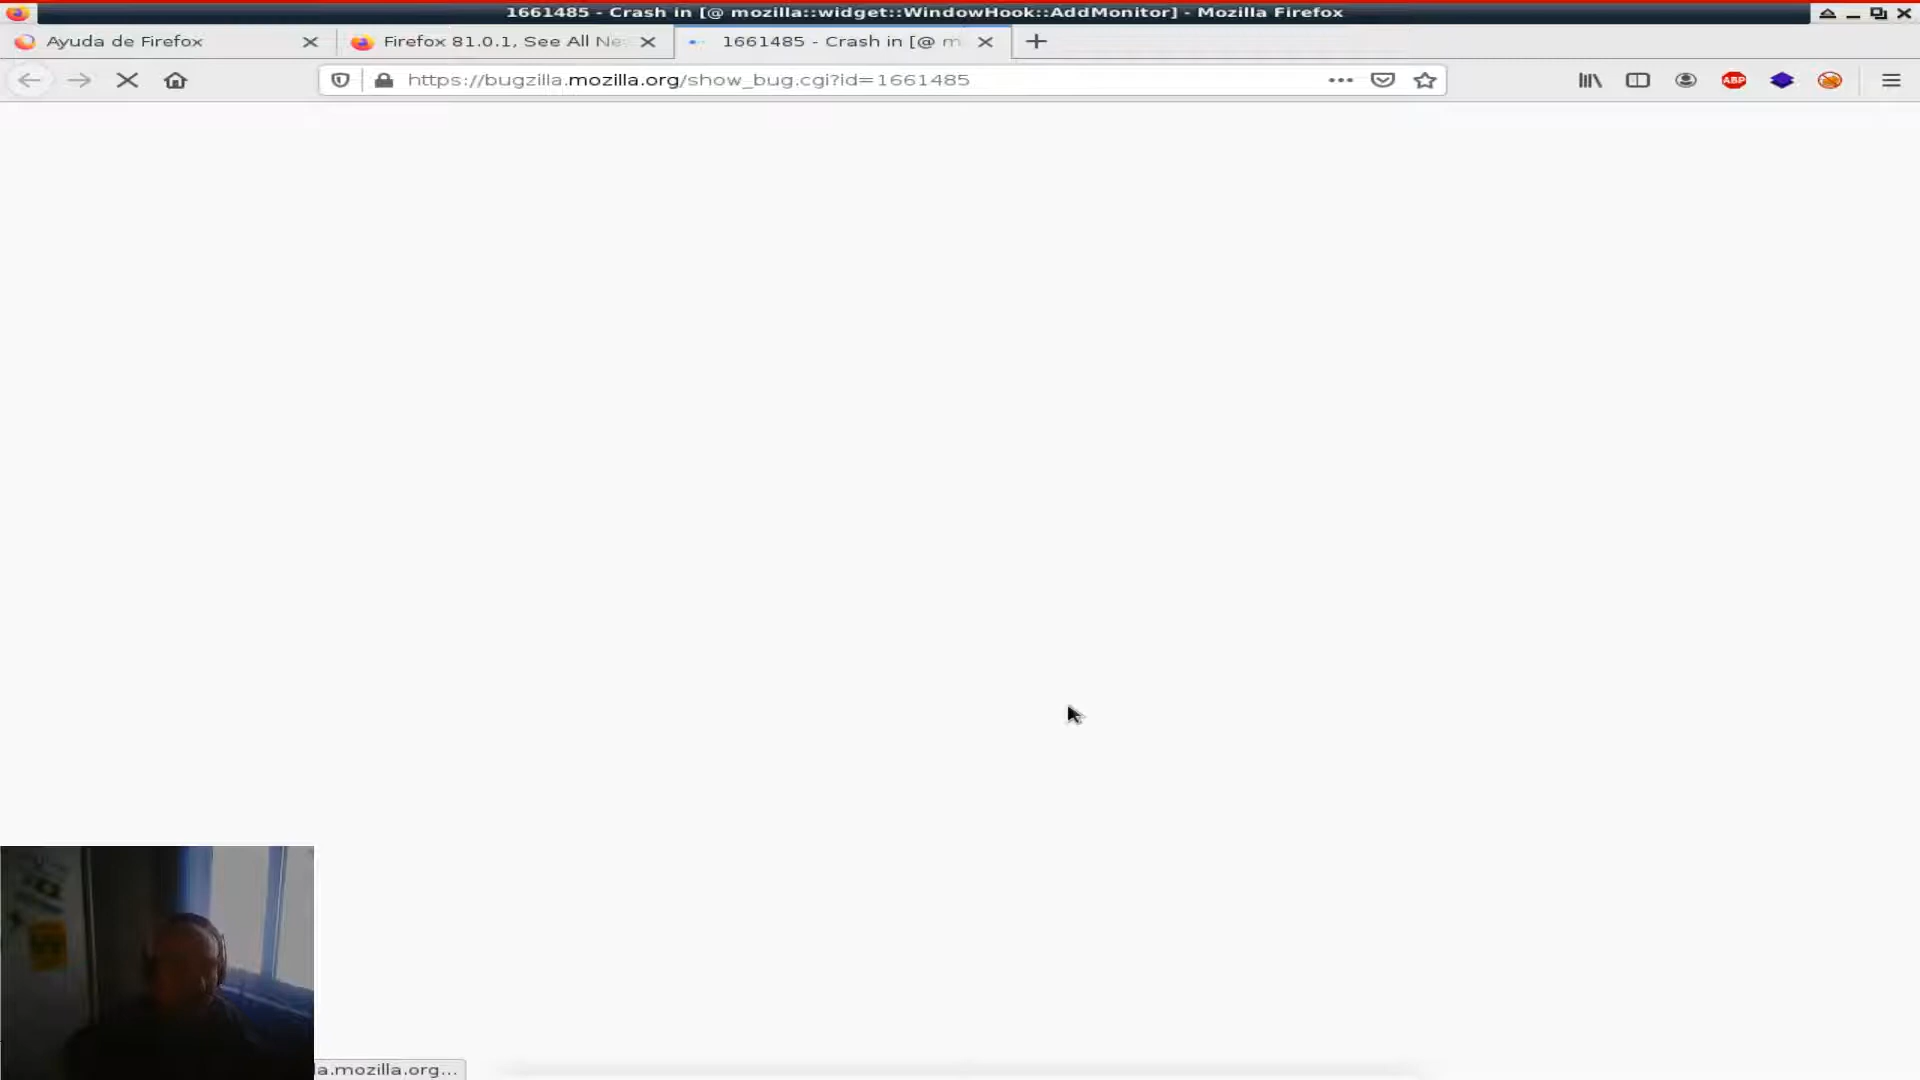 1661485 - Crash in [@ mozilla::widget::WindowHook::AddMonitor] - Mozilla Firefox
Ayuda de Firefox
Firefox 81.0.1, See All Ne
1661485 - Crash in [@ m
https://bugzilla.mozilla.org/show_bug.cgi?id=1661485
ABP
a.mozilla.org...